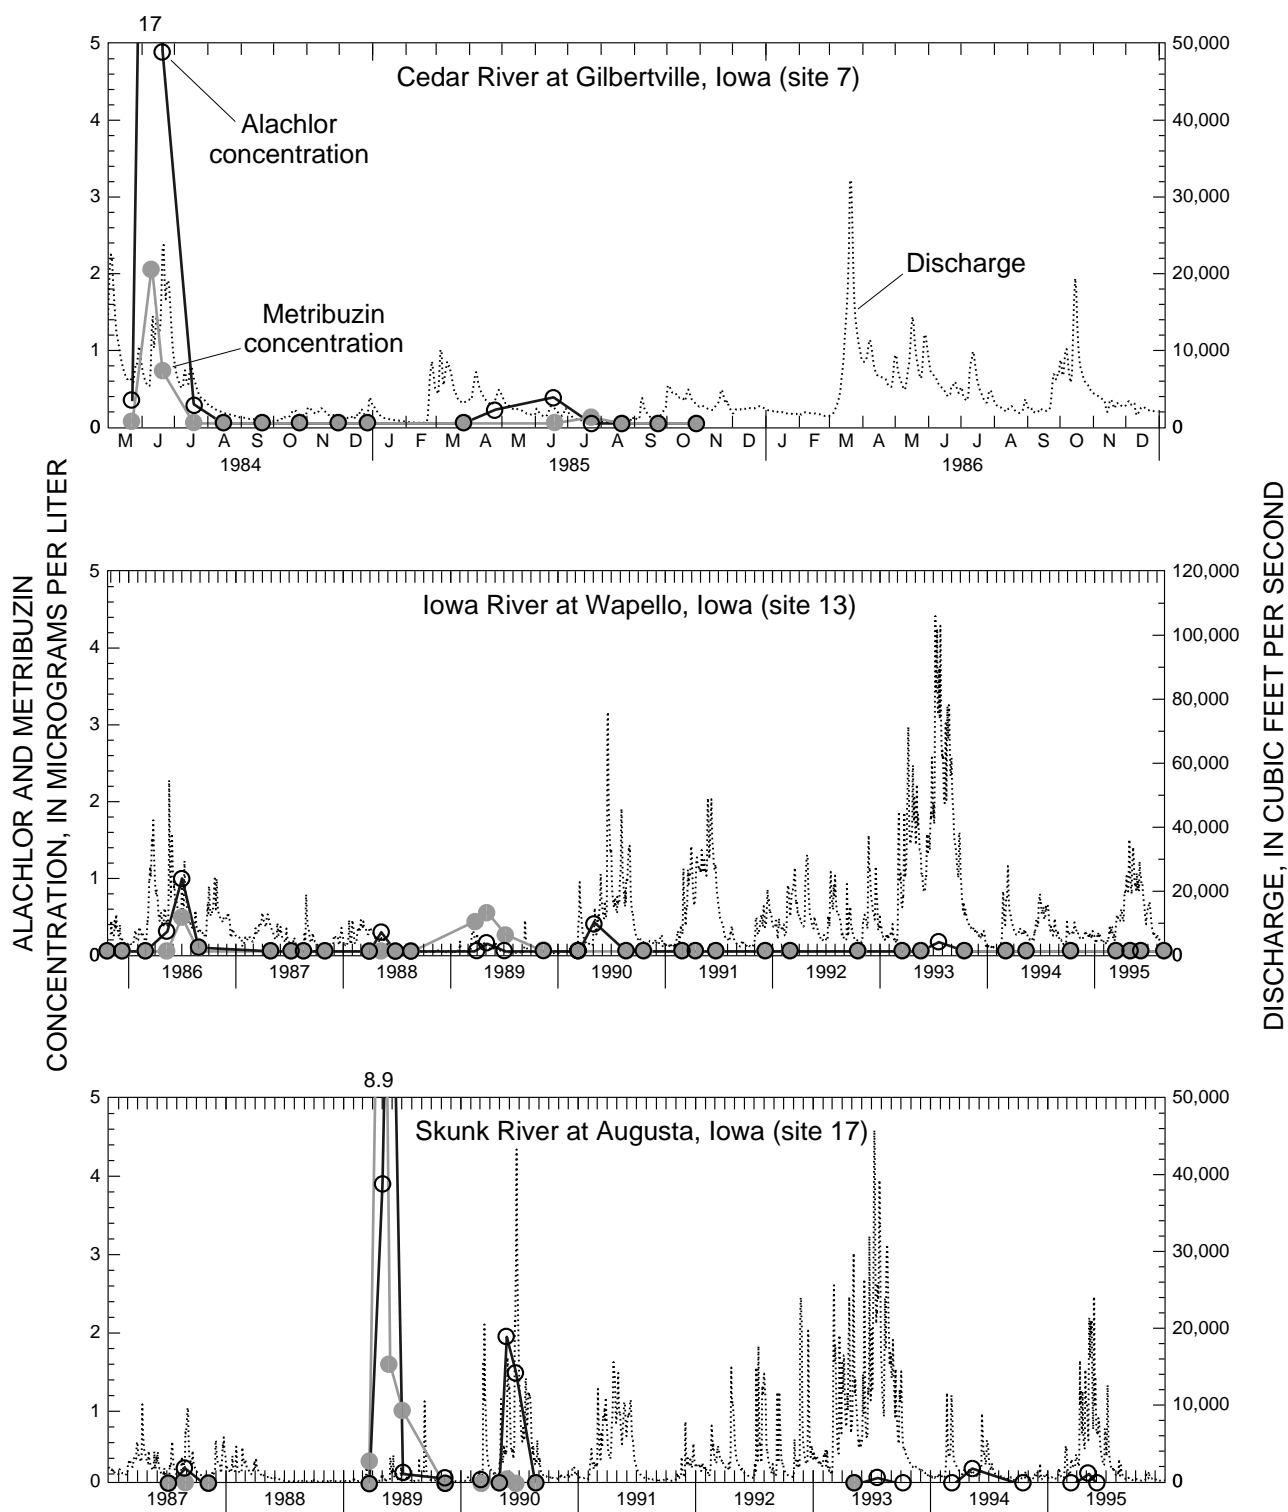 17
5
4
3
2
1
0
50,000
40,000
30,000
20,000
10,000
0
Cedar River at Gilbertville, Iowa (site 7)
Alachlor
concentration
Metribuzin
concentration
Discharge
M J J A S O N D J F M A M J J A S O N D J F M A M J J A S O N D
1984 1985 1986
ALACHLOR AND METRIBUZIN
CONCENTRATION, IN MICROGRAMS PER LITER
DISCHARGE, IN CUBIC FEET PER SECOND
5
4
3
2
1
0
120,000
100,000
80,000
60,000
40,000
20,000
0
Iowa River at Wapello, Iowa (site 13)
1986 1987 1988 1989 1990 1991 1992 1993 1994 1995
8.9
5
4
3
2
1
0
50,000
40,000
30,000
20,000
10,000
0
Skunk River at Augusta, Iowa (site 17)
1987 1988 1989 1990 1991 1992 1993 1994 1995